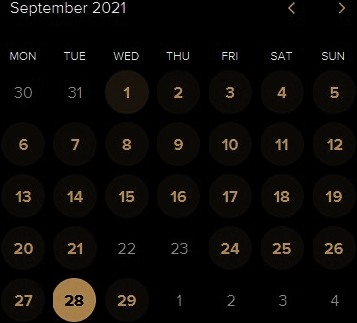 September 2021
MON TUE WED THU FRI SAT SUN
30 31 1 2 3 4 5
6 7 8 9 10 11 12
13 14 15 16 17 18 19
20 21 22 23 24 25 26
27 28 29 1 2 3 4